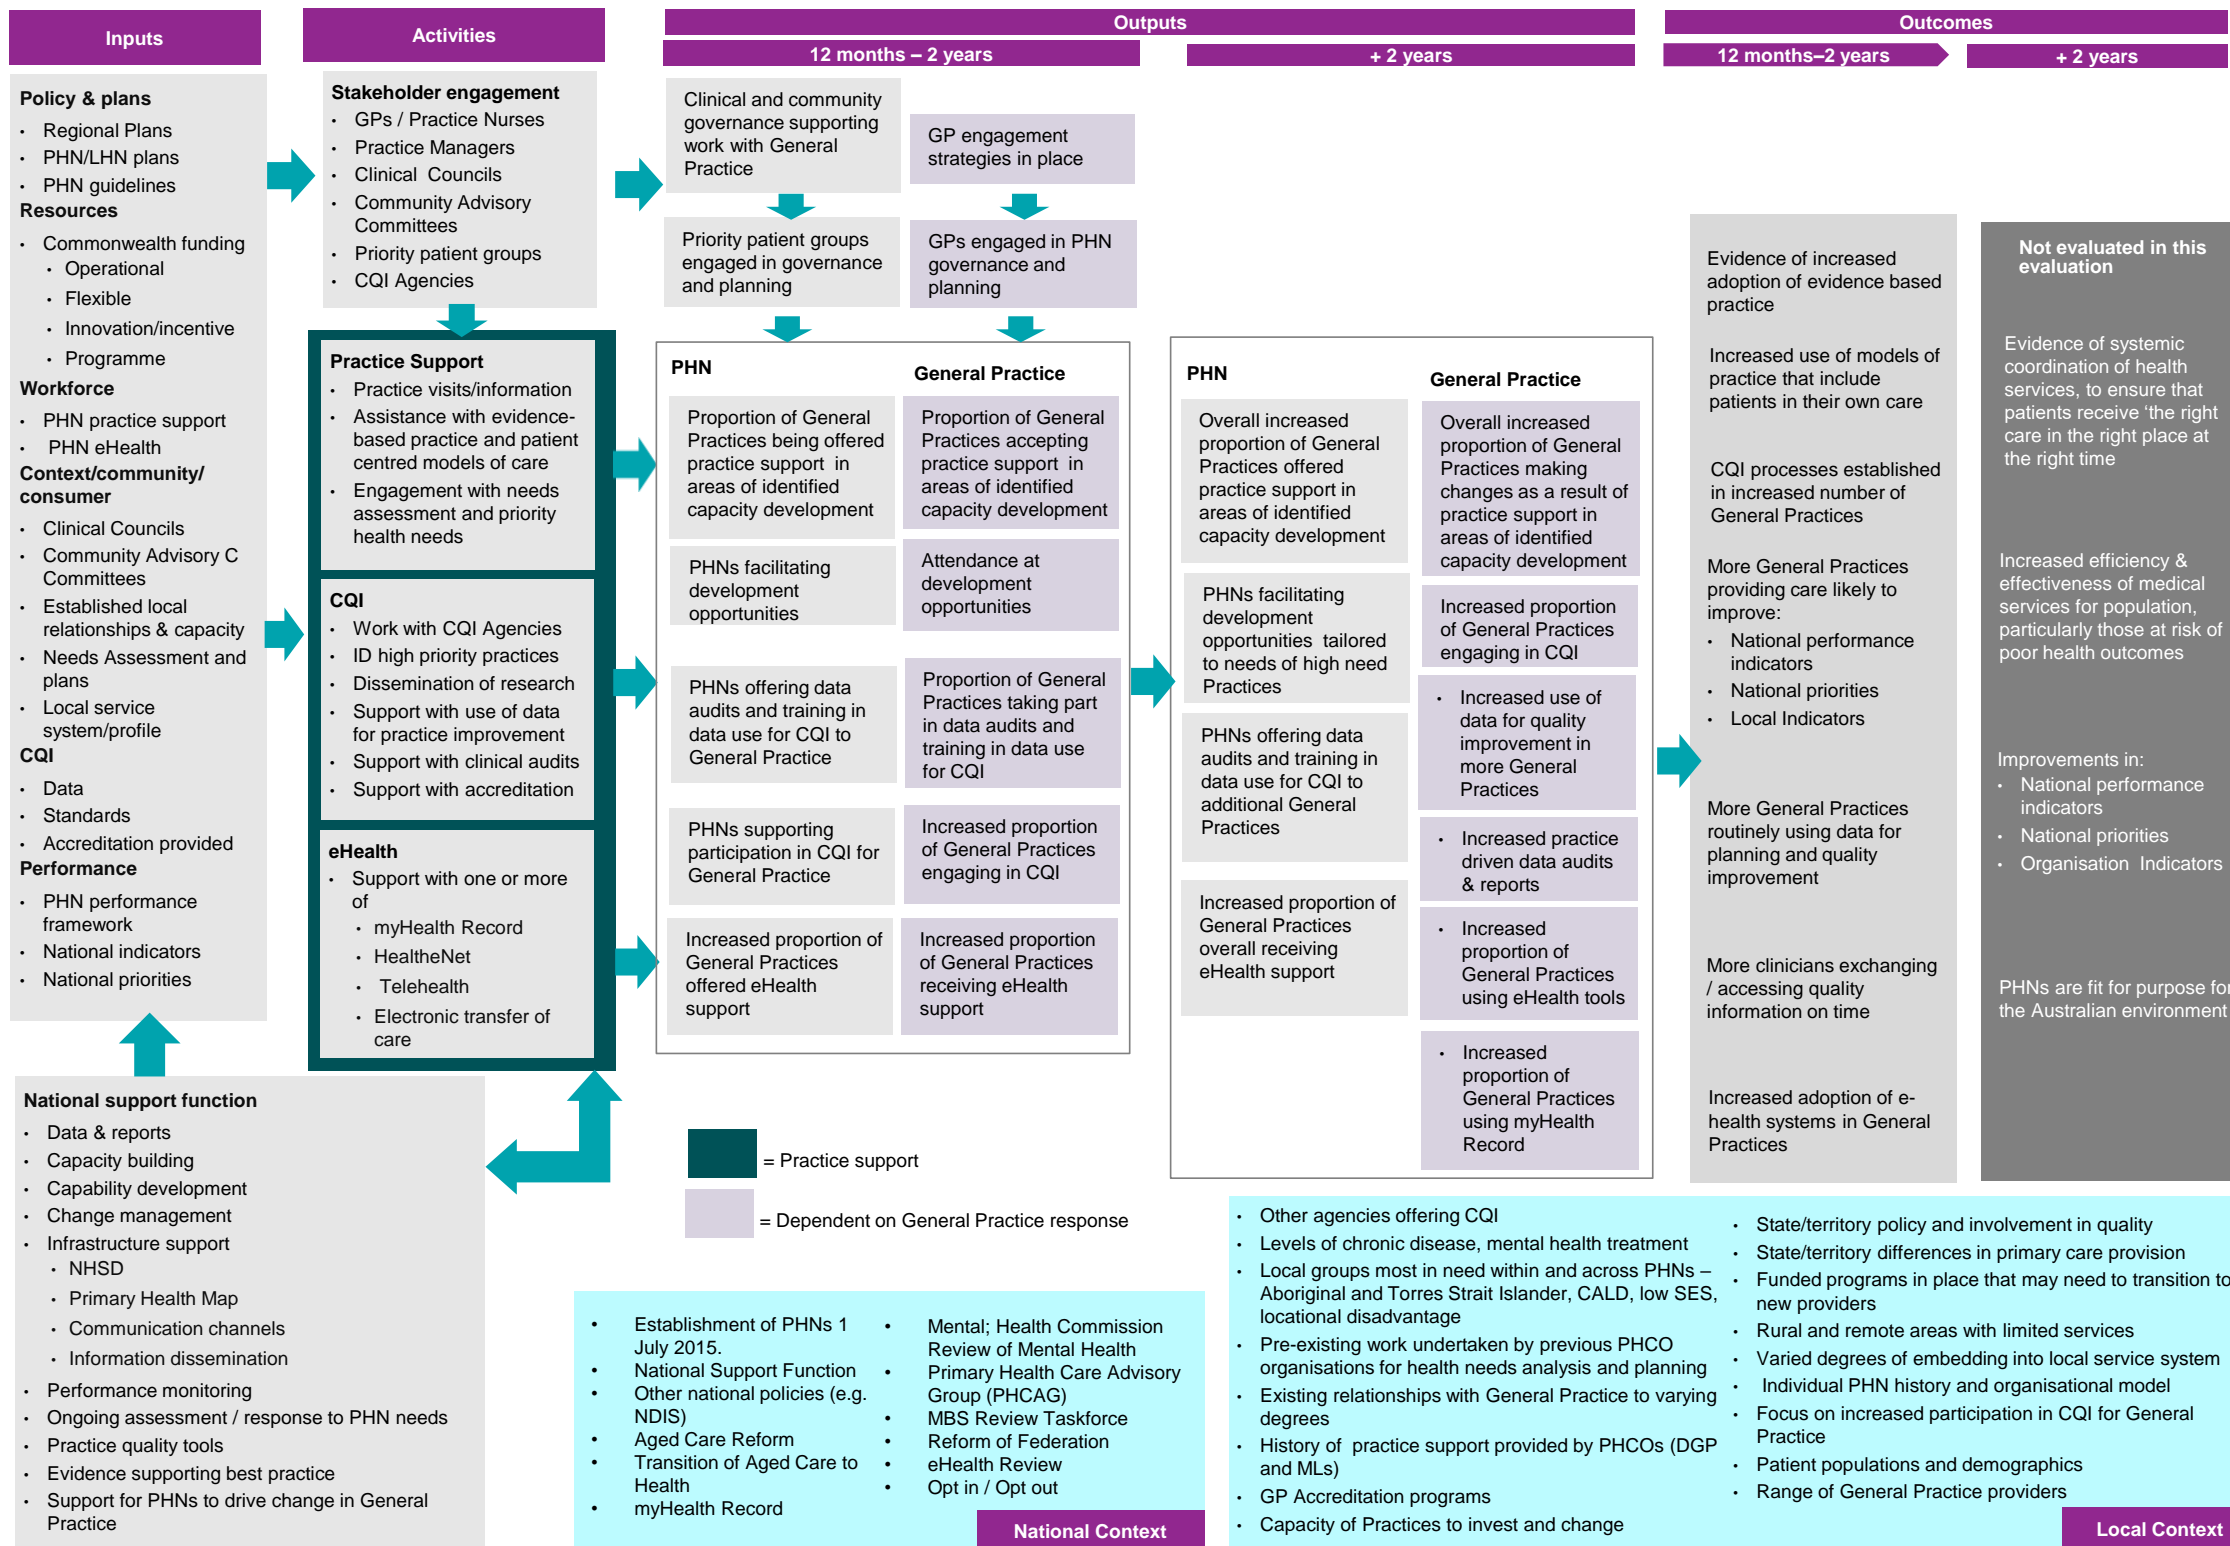 Inputs
Activities
Outputs
12 months – 2 years
+ 2 years
Outcomes
12 months–2 years
+ 2 years
Policy & plans
• Regional Plans
• PHN/LHN plans
• PHN guidelines
Resources
• Commonwealth funding
• Operational
• Flexible
• Innovation/incentive
• Programme
Workforce
• PHN practice support
• PHN eHealth
Context/community/
consumer
• Clinical Councils
• Community Advisory C
Committees
• Established local
relationships & capacity
• Needs Assessment and
plans
• Local service
system/profile
CQI
• Data
• Standards
• Accreditation provided
Performance
• PHN performance
framework
• National indicators
• National priorities
National support function
• Data & reports
• Capacity building
• Capability development
• Change management
• Infrastructure support
• NHSD
• Primary Health Map
• Communication channels
• Information dissemination
• Performance monitoring
• Ongoing assessment / response to PHN needs
• Practice quality tools
• Evidence supporting best practice
• Support for PHNs to drive change in General
Practice
Stakeholder engagement
• GPs / Practice Nurses
• Practice Managers
• Clinical Councils
• Community Advisory
Committees
• Priority patient groups
• CQI Agencies
Practice Support
• Practice visits/information
• Assistance with evidence-
based practice and patient
centred models of care
• Engagement with needs
assessment and priority
health needs
CQI
• Work with CQI Agencies
• ID high priority practices
• Dissemination of research
• Support with use of data
for practice improvement
• Support with clinical audits
• Support with accreditation
eHealth
• Support with one or more
of
• myHealth Record
• HealtheNet
• Telehealth
• Electronic transfer of
care
Clinical and community
governance supporting
work with General
Practice
GP engagement
strategies in place
Priority patient groups
engaged in governance
and planning
GPs engaged in PHN
governance and
planning
PHN
General Practice
Proportion of General
Practices being offered
practice support in
areas of identified
capacity development
Proportion of General
Practices accepting
practice support in
areas of identified
capacity development
PHNs facilitating
development
opportunities
Attendance at
development
opportunities
PHNs offering data
audits and training in
data use for CQI to
General Practice
Proportion of General
Practices taking part
in data audits and
training in data use
for CQI
PHNs supporting
participation in CQI for
General Practice
Increased proportion
of General Practices
engaging in CQI
Increased proportion of
General Practices
offered eHealth
support
Increased proportion
of General Practices
receiving eHealth
support
PHN
General Practice
Overall increased
proportion of General
Practices offered
practice support in
areas of identified
capacity development
PHNs facilitating
development
opportunities tailored
to needs of high need
Practices
PHNs offering data
audits and training in
data use for CQI to
additional General
Practices
Increased proportion of
General Practices
overall receiving
eHealth support
Overall increased
proportion of General
Practices making
changes as a result of
practice support in
areas of identified
capacity development
Increased proportion
of General Practices
engaging in CQI
• Increased use of
data for quality
improvement in
more General
Practices
• Increased practice
driven data audits
& reports
• Increased
proportion of
General Practices
using eHealth tools
• Increased
proportion of
General Practices
using myHealth
Record
Evidence of increased
adoption of evidence based
practice
Increased use of models of
practice that include
patients in their own care
CQI processes established
in increased number of
General Practices
More General Practices
providing care likely to
improve:
• National performance
indicators
• National priorities
• Local Indicators
More General Practices
routinely using data for
planning and quality
improvement
More clinicians exchanging
/ accessing quality
information on time
Increased adoption of e-
health systems in General
Practices
Not evaluated in this
evaluation
Evidence of systemic
coordination of health
services, to ensure that
patients receive ‘the right
care in the right place at
the right time
Increased efficiency &
effectiveness of medical
services for population,
particularly those at risk of
poor health outcomes
Improvements in:
• National performance
indicators
• National priorities
• Organisation Indicators
PHNs are fit for purpose for
the Australian environment
= Practice support
= Dependent on General Practice response
• Establishment of PHNs 1
July 2015.
• National Support Function
• Other national policies (e.g.
NDIS)
• Aged Care Reform
• Transition of Aged Care to
Health
• myHealth Record
• Mental; Health Commission
Review of Mental Health
• Primary Health Care Advisory
Group (PHCAG)
• MBS Review Taskforce
• Reform of Federation
• eHealth Review
• Opt in / Opt out
National Context
• Other agencies offering CQI
• Levels of chronic disease, mental health treatment
• Local groups most in need within and across PHNs –
Aboriginal and Torres Strait Islander, CALD, low SES,
locational disadvantage
• Pre-existing work undertaken by previous PHCO
organisations for health needs analysis and planning
• Existing relationships with General Practice to varying
degrees
• History of practice support provided by PHCOs (DGP
and MLs)
• GP Accreditation programs
• Capacity of Practices to invest and change
• State/territory policy and involvement in quality
• State/territory differences in primary care provision
• Funded programs in place that may need to transition to
new providers
• Rural and remote areas with limited services
• Varied degrees of embedding into local service system
• Individual PHN history and organisational model
• Focus on increased participation in CQI for General
Practice
• Patient populations and demographics
• Range of General Practice providers
Local Context